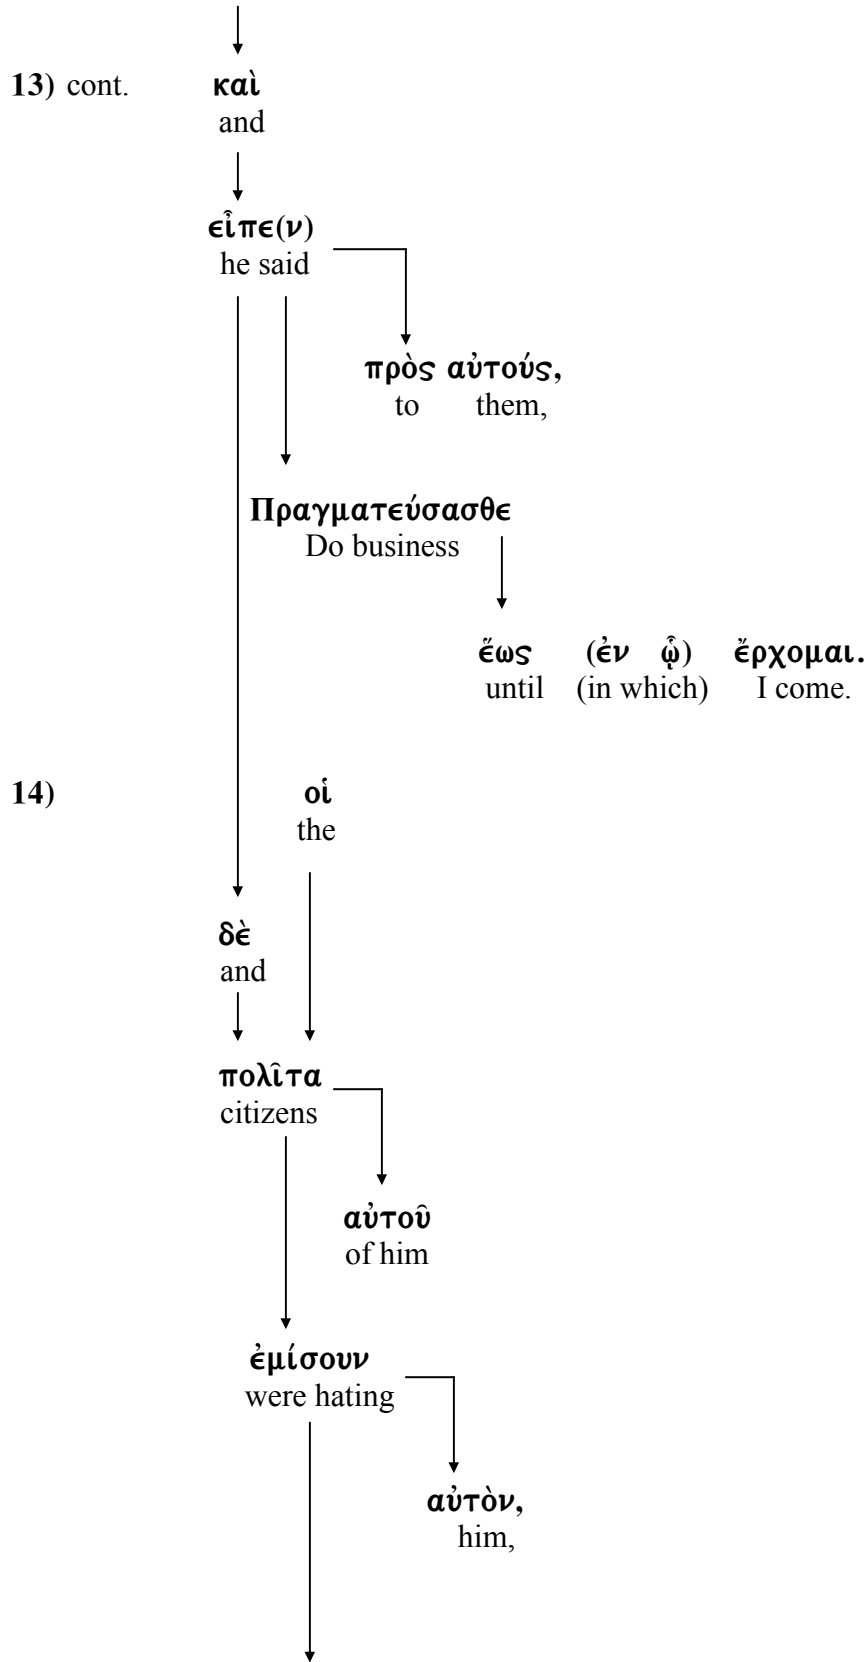 13) cont. καὶ
and
εἶπε(ν)
he said
πρὸς αὐτούς,
to them,
Πραγματεύσασθε
Do business
ἕως (ἐν ᾧ) ἔρχομαι.
until (in which) I come.
14) οἱ
the
δὲ
and
πολῖτα
citizens
αὐτοῦ
of him
ἐμίσουν
were hating
αὐτὸν,
him,